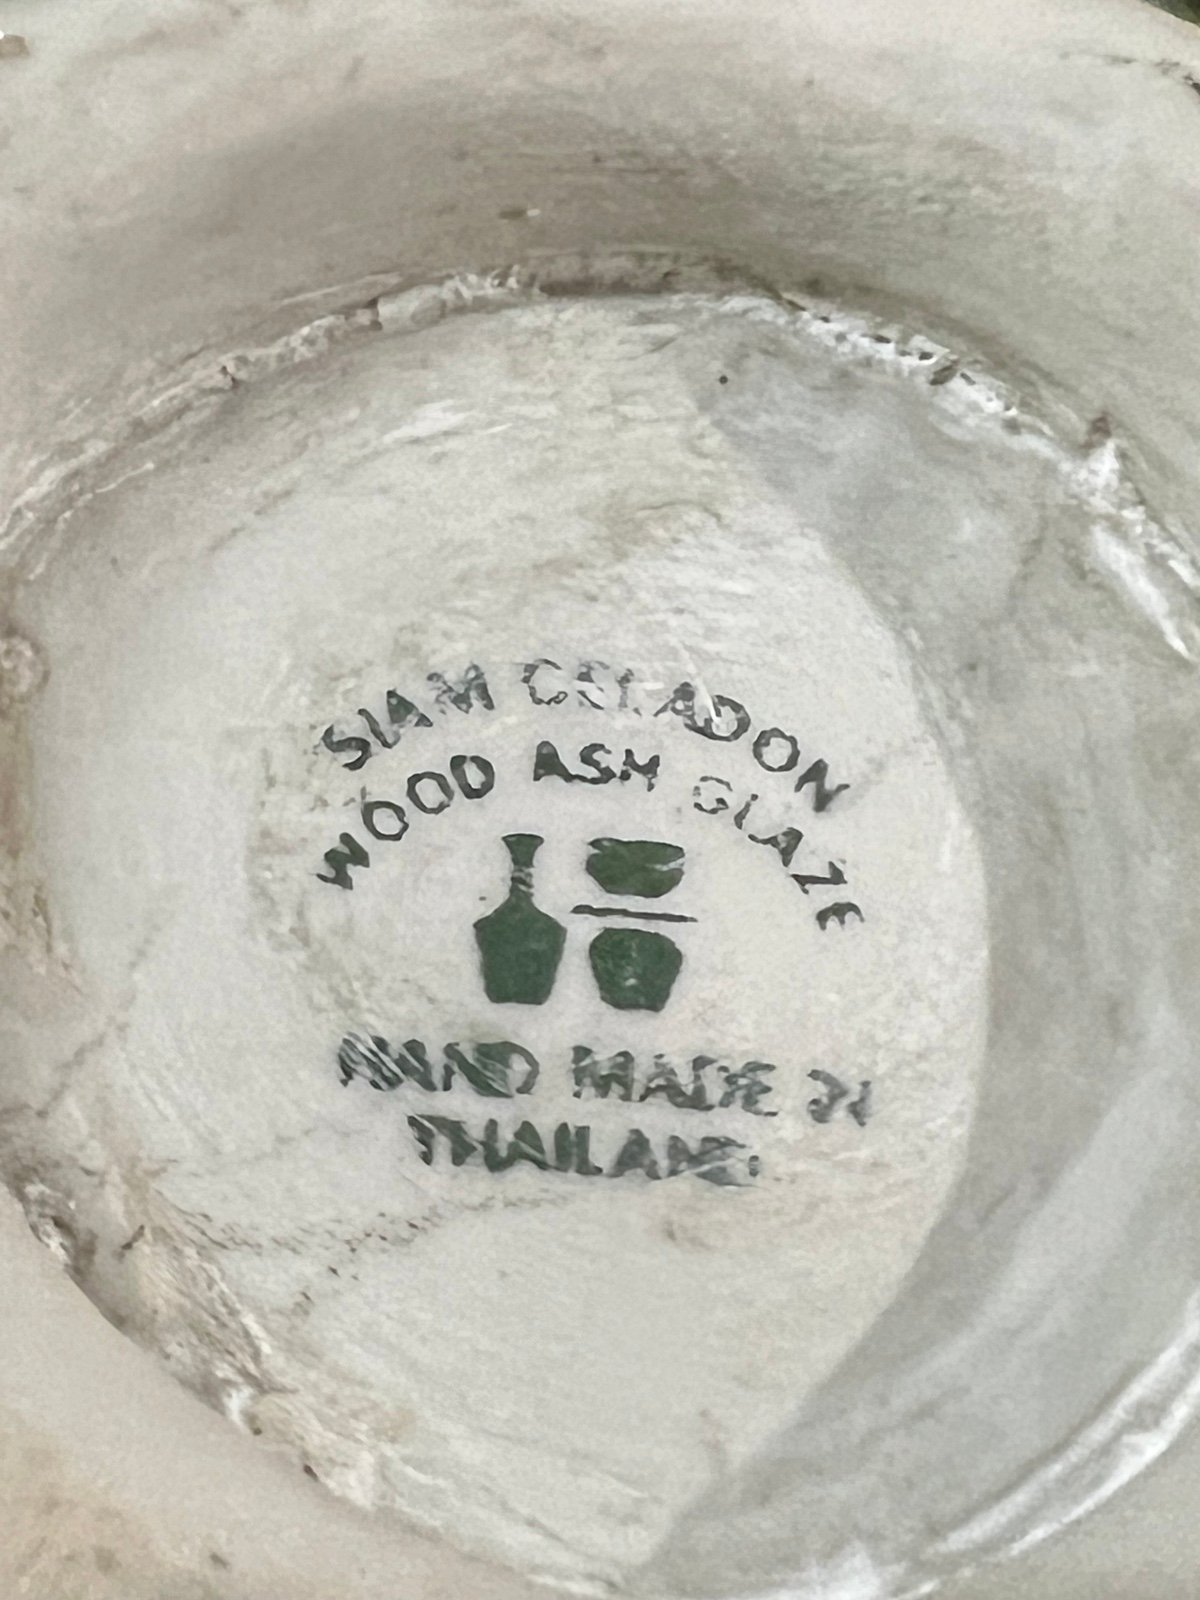 SIAM CELADON
WOOD ASH GLAZE
HAND MADE IN
THAILAND